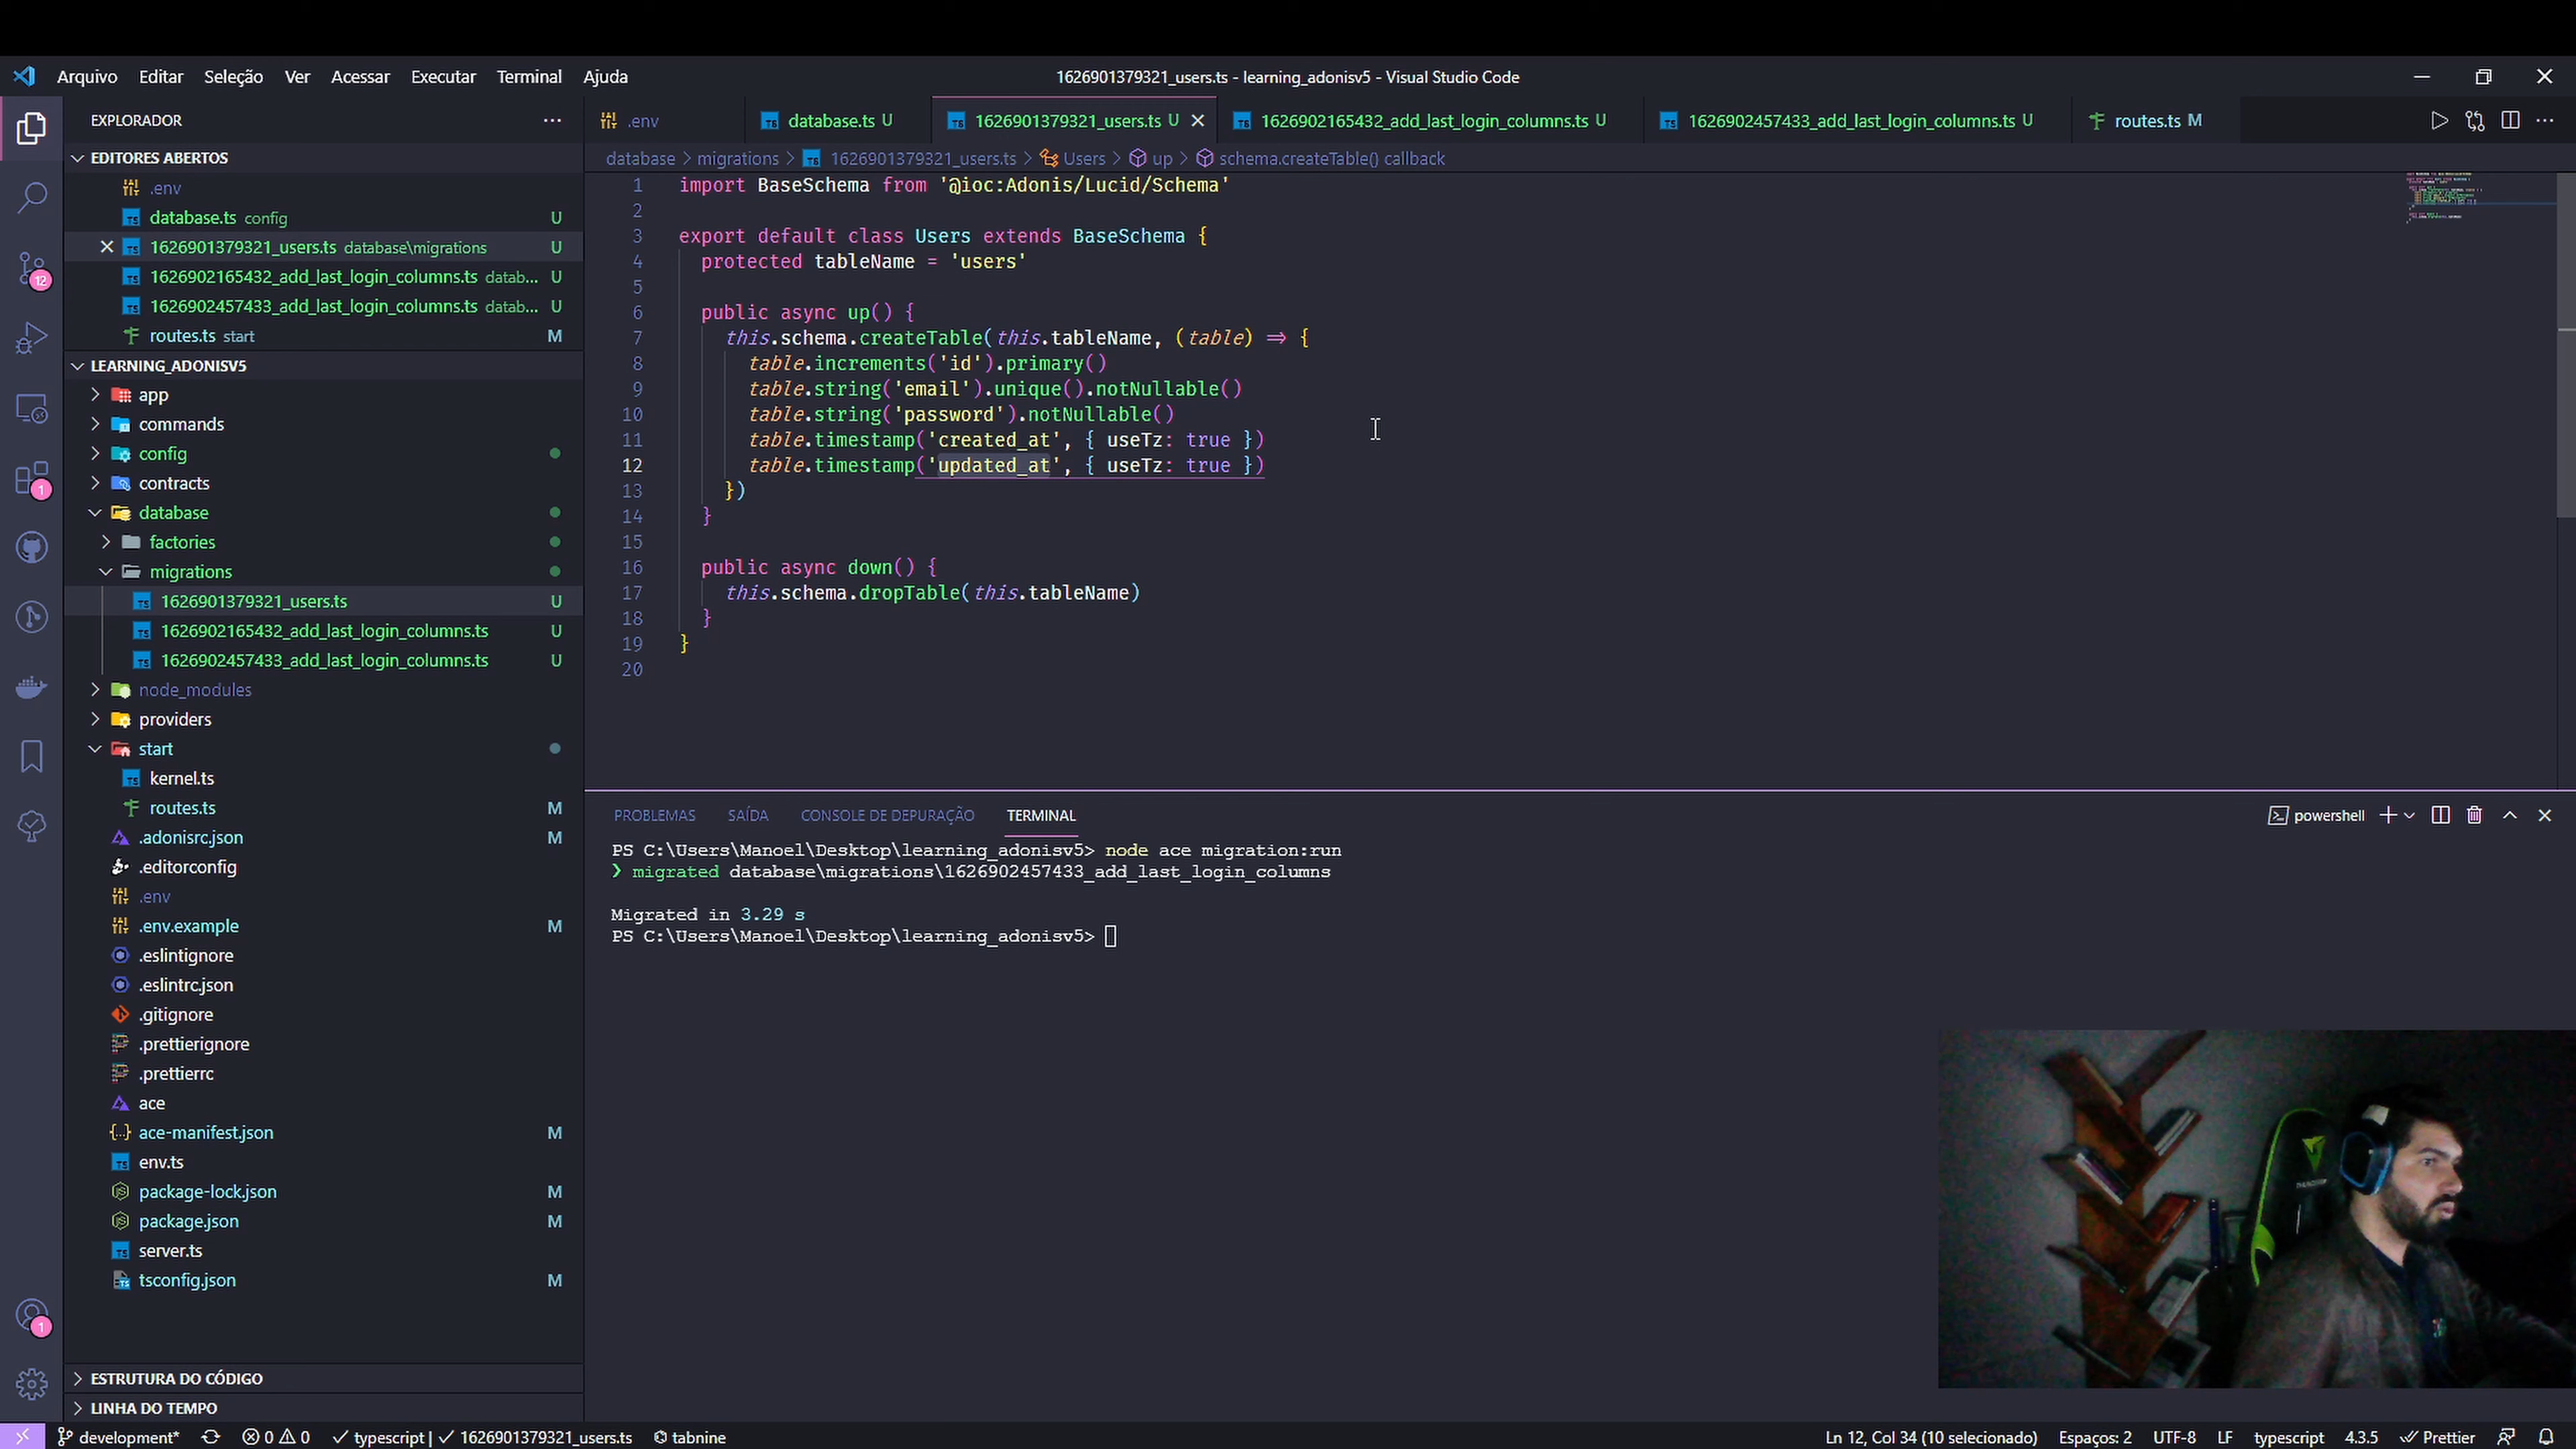 Arquivo Editar Seleção Ver Acessar Executar Terminal Ajuda
1626901379321_users.ts - learning_adonisv5 - Visual Studio Code
EXPLORADOR
EDITORES ABERTOS
.env
database.ts config U
1626901379321_users.ts database\migrations U
1626902165432_add_last_login_columns.ts datab... U
1626902457433_add_last_login_columns.ts datab... U
routes.ts start M
LEARNING_ADONISV5
app
commands
config
contracts
database
factories
migrations
1626901379321_users.ts U
1626902165432_add_last_login_columns.ts U
1626902457433_add_last_login_columns.ts U
node_modules
providers
start
kernel.ts
routes.ts M
.adonisrc.json M
.editorconfig
.env
.env.example M
.eslintignore
.eslintrc.json
.gitignore
.prettierignore
.prettierrc
ace
ace-manifest.json M
env.ts
package-lock.json M
package.json M
server.ts
tsconfig.json M
ESTRUTURA DO CÓDIGO
LINHA DO TEMPO
12
1
1
.env
database.ts U
1626901379321_users.ts U
1626902165432_add_last_login_columns.ts U
1626902457433_add_last_login_columns.ts U
routes.ts M
database > migrations > 1626901379321_users.ts > Users > up > schema.createTable() callback
1 import BaseSchema from '@ioc:Adonis/Lucid/Schema'
2
3 export default class Users extends BaseSchema {
4 protected tableName = 'users'
5
6 public async up() {
7 this.schema.createTable(this.tableName, (table) => {
8 table.increments('id').primary()
9 table.string('email').unique().notNullable()
10 table.string('password').notNullable()
11 table.timestamp('created_at', { useTz: true })
12 table.timestamp('updated_at', { useTz: true })
13 })
14 }
15
16 public async down() {
17 this.schema.dropTable(this.tableName)
18 }
19 }
20
PROBLEMAS SAÍDA CONSOLE DE DEPURAÇÃO TERMINAL
powershell
PS C:\Users\Manoel\Desktop\learning_adonisv5> node ace migration:run
❯ migrated database\migrations\1626902457433_add_last_login_columns
Migrated in 3.29 s
PS C:\Users\Manoel\Desktop\learning_adonisv5>
development* 0 0 typescript | 1626901379321_users.ts tabnine
Ln 12, Col 34 (10 selecionado) Espaços: 2 UTF-8 LF typescript 4.3.5 Prettier